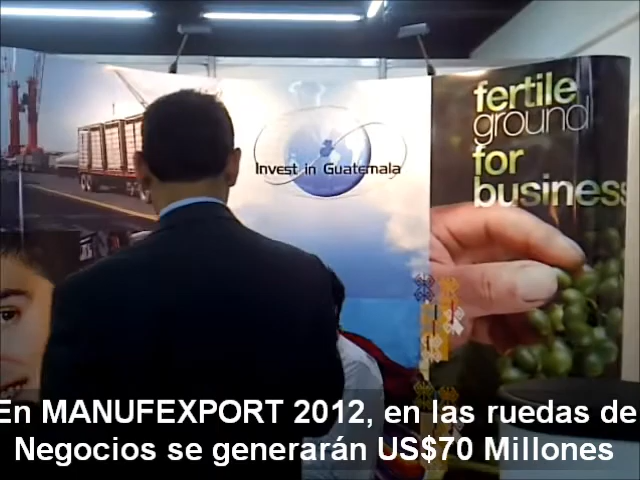 fertile
ground
for
business
Invest in Guatemala
En MANUFEXPORT 2012, en las ruedas de
Negocios se generarán US$70 Millones